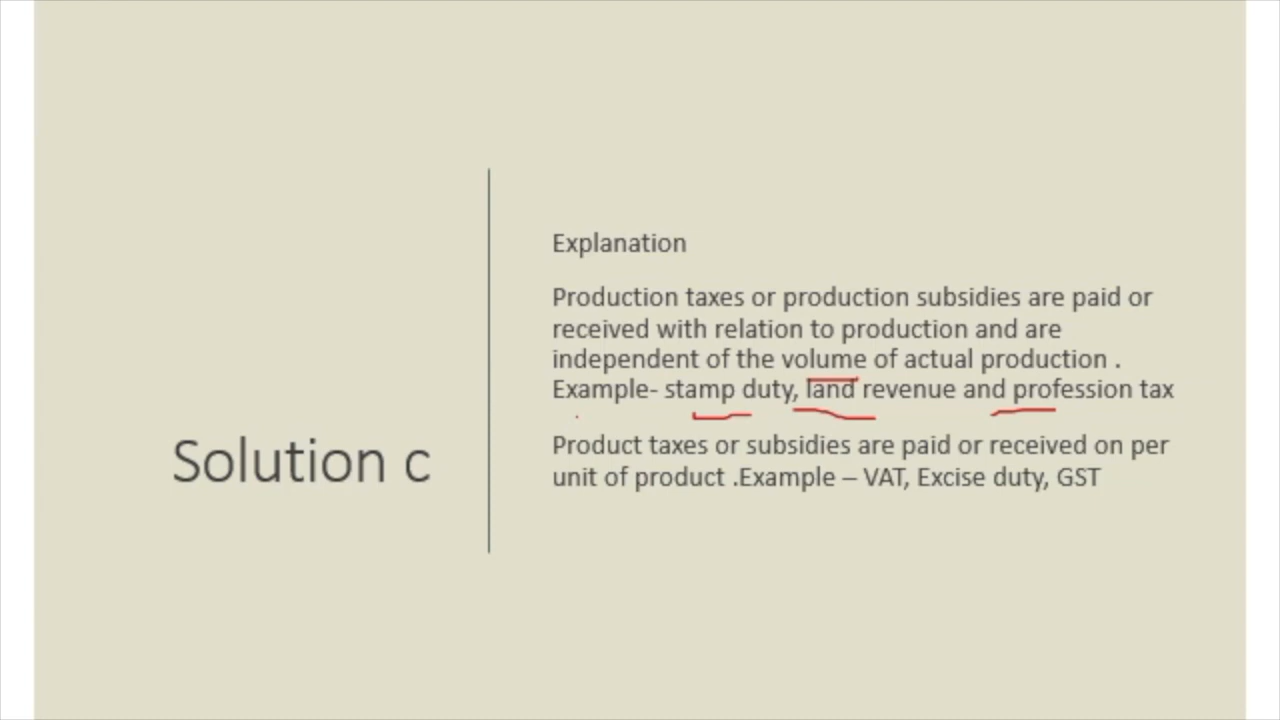 Solution c
Explanation
Production taxes or production subsidies are paid or
received with relation to production and are
independent of the volume of actual production .
Example- stamp duty, land revenue and profession tax
Product taxes or subsidies are paid or received on per
unit of product .Example – VAT, Excise duty, GST